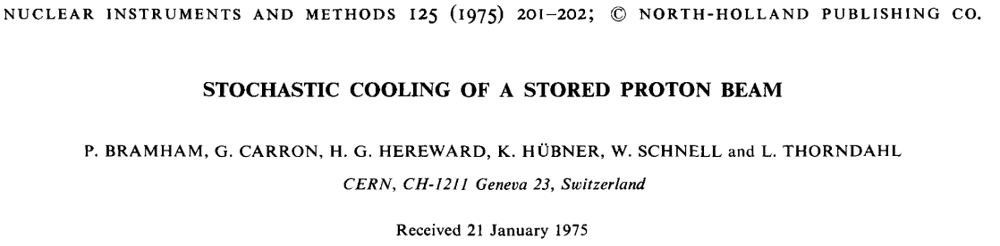 NUCLEAR INSTRUMENTS AND METHODS 125 (1975) 201–202; © NORTH-HOLLAND PUBLISHING CO.
STOCHASTIC COOLING OF A STORED PROTON BEAM
P. BRAMHAM, G. CARRON, H. G. HEREWARD, K. HÜBNER, W. SCHNELL and L. THORNDAHL
CERN, CH-1211 Geneva 23, Switzerland
Received 21 January 1975